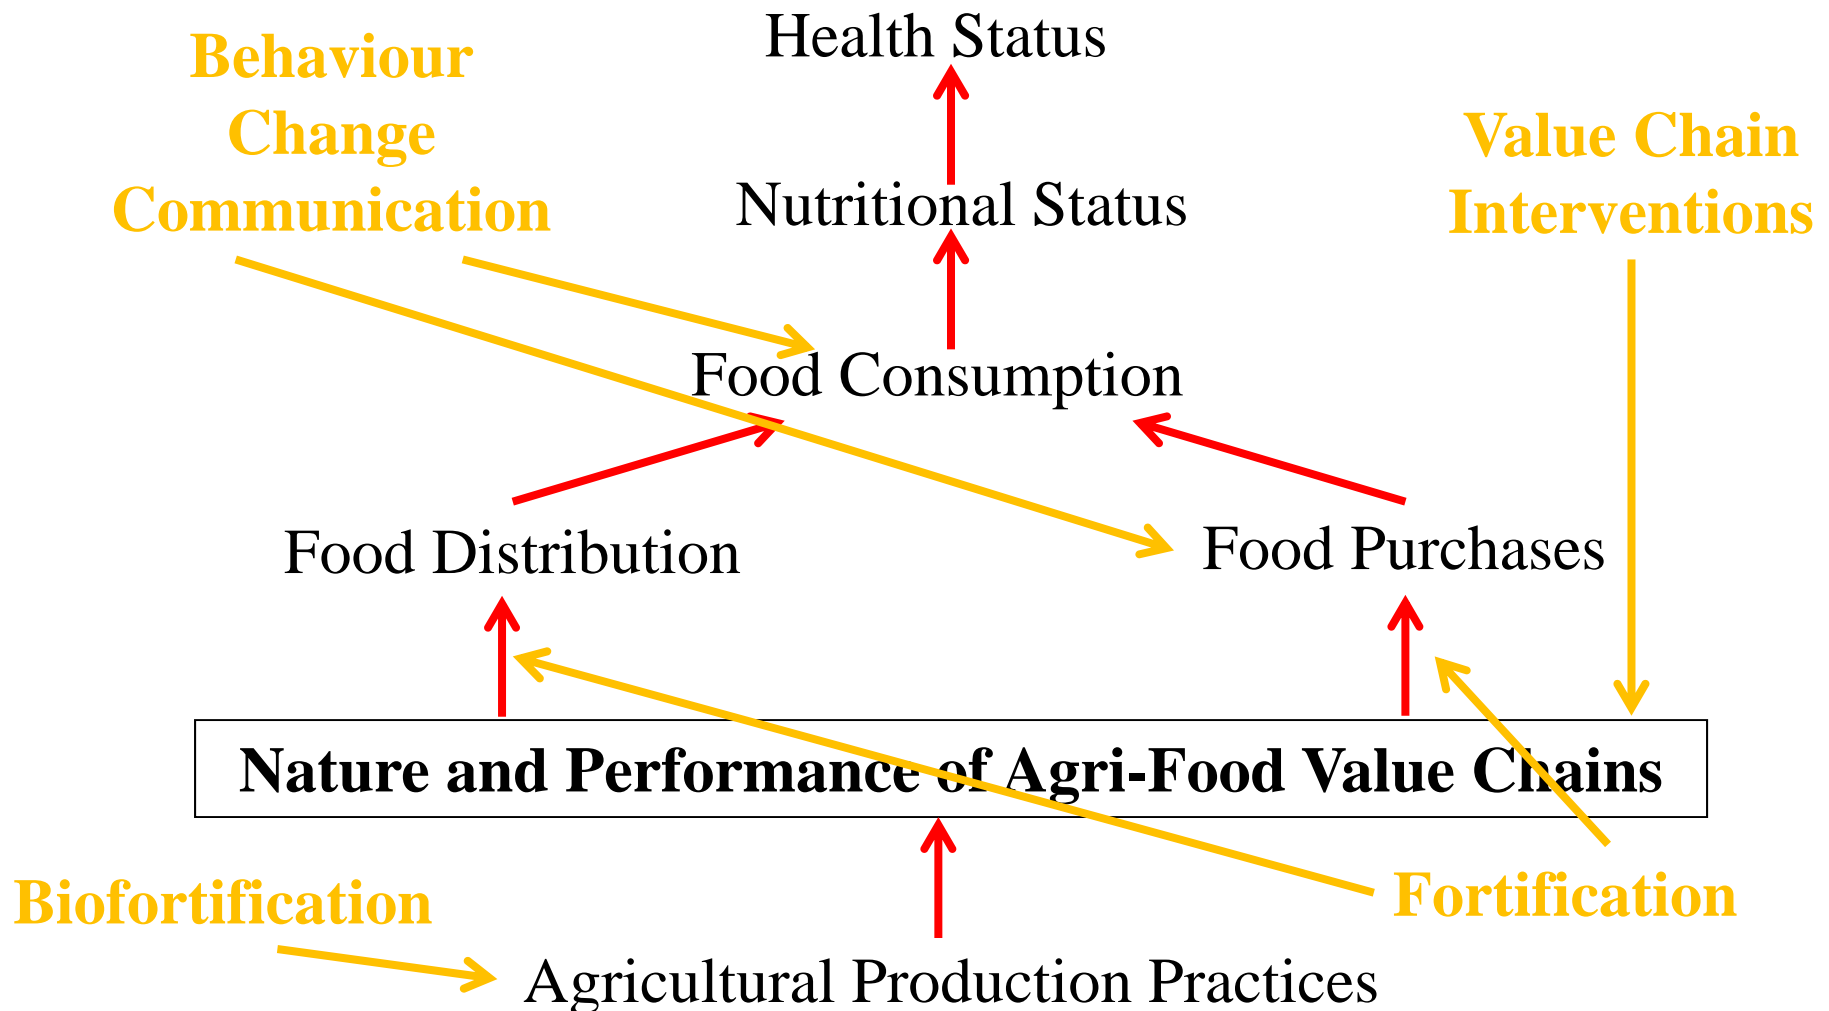 Health Status
Behaviour
Change
Communication
Value Chain
Interventions
Nutritional Status
Food Consumption
Food Distribution
Food Purchases
Nature and Performance of Agri-Food Value Chains
Biofortification
Fortification
Agricultural Production Practices